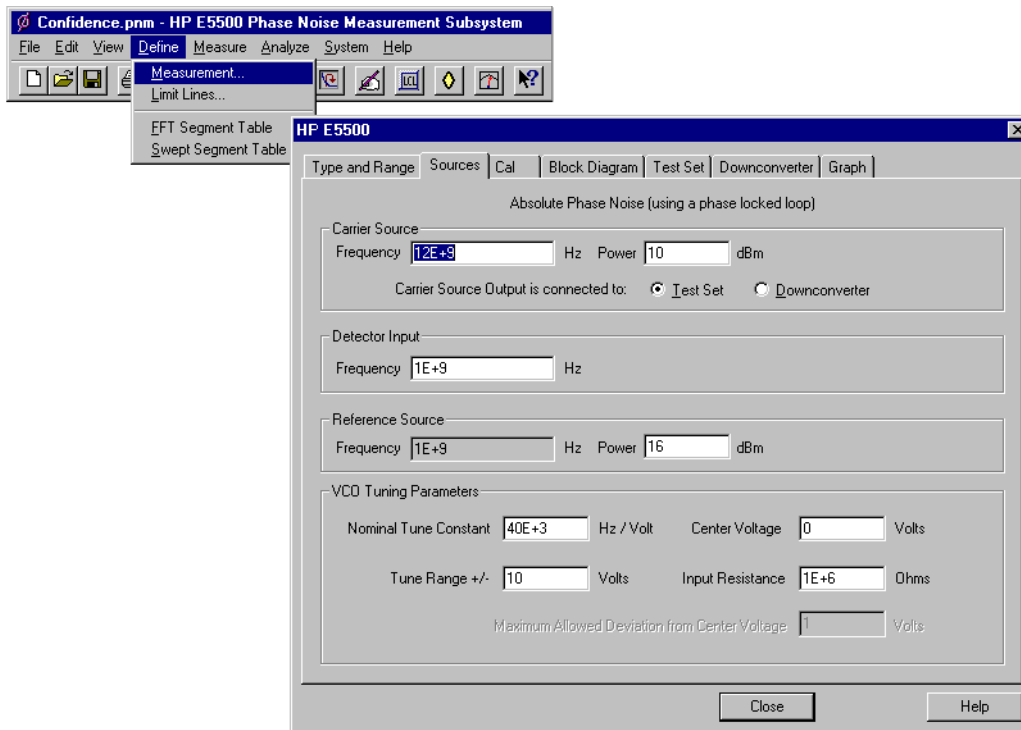 Confidence.pnm - HP E5500 Phase Noise Measurement Subsystem
File Edit View Define Measure Analyze System Help
Measurement...
Limit Lines...
FFT Segment Table
Swept Segment Table
HP E5500
Type and Range Sources Cal Block Diagram Test Set Downconverter Graph
Absolute Phase Noise (using a phase locked loop)
Carrier Source
Frequency 12E+9 Hz Power 10 dBm
Carrier Source Output is connected to: Test Set Downconverter
Detector Input
Frequency 1E+9 Hz
Reference Source
Frequency 1E+9 Hz Power 16 dBm
VCO Tuning Parameters
Nominal Tune Constant 40E+3 Hz / Volt Center Voltage 0 Volts
Tune Range +/- 10 Volts Input Resistance 1E+6 Ohms
Maximum Allowed Deviation from Center Voltage 1 Volts
Close Help